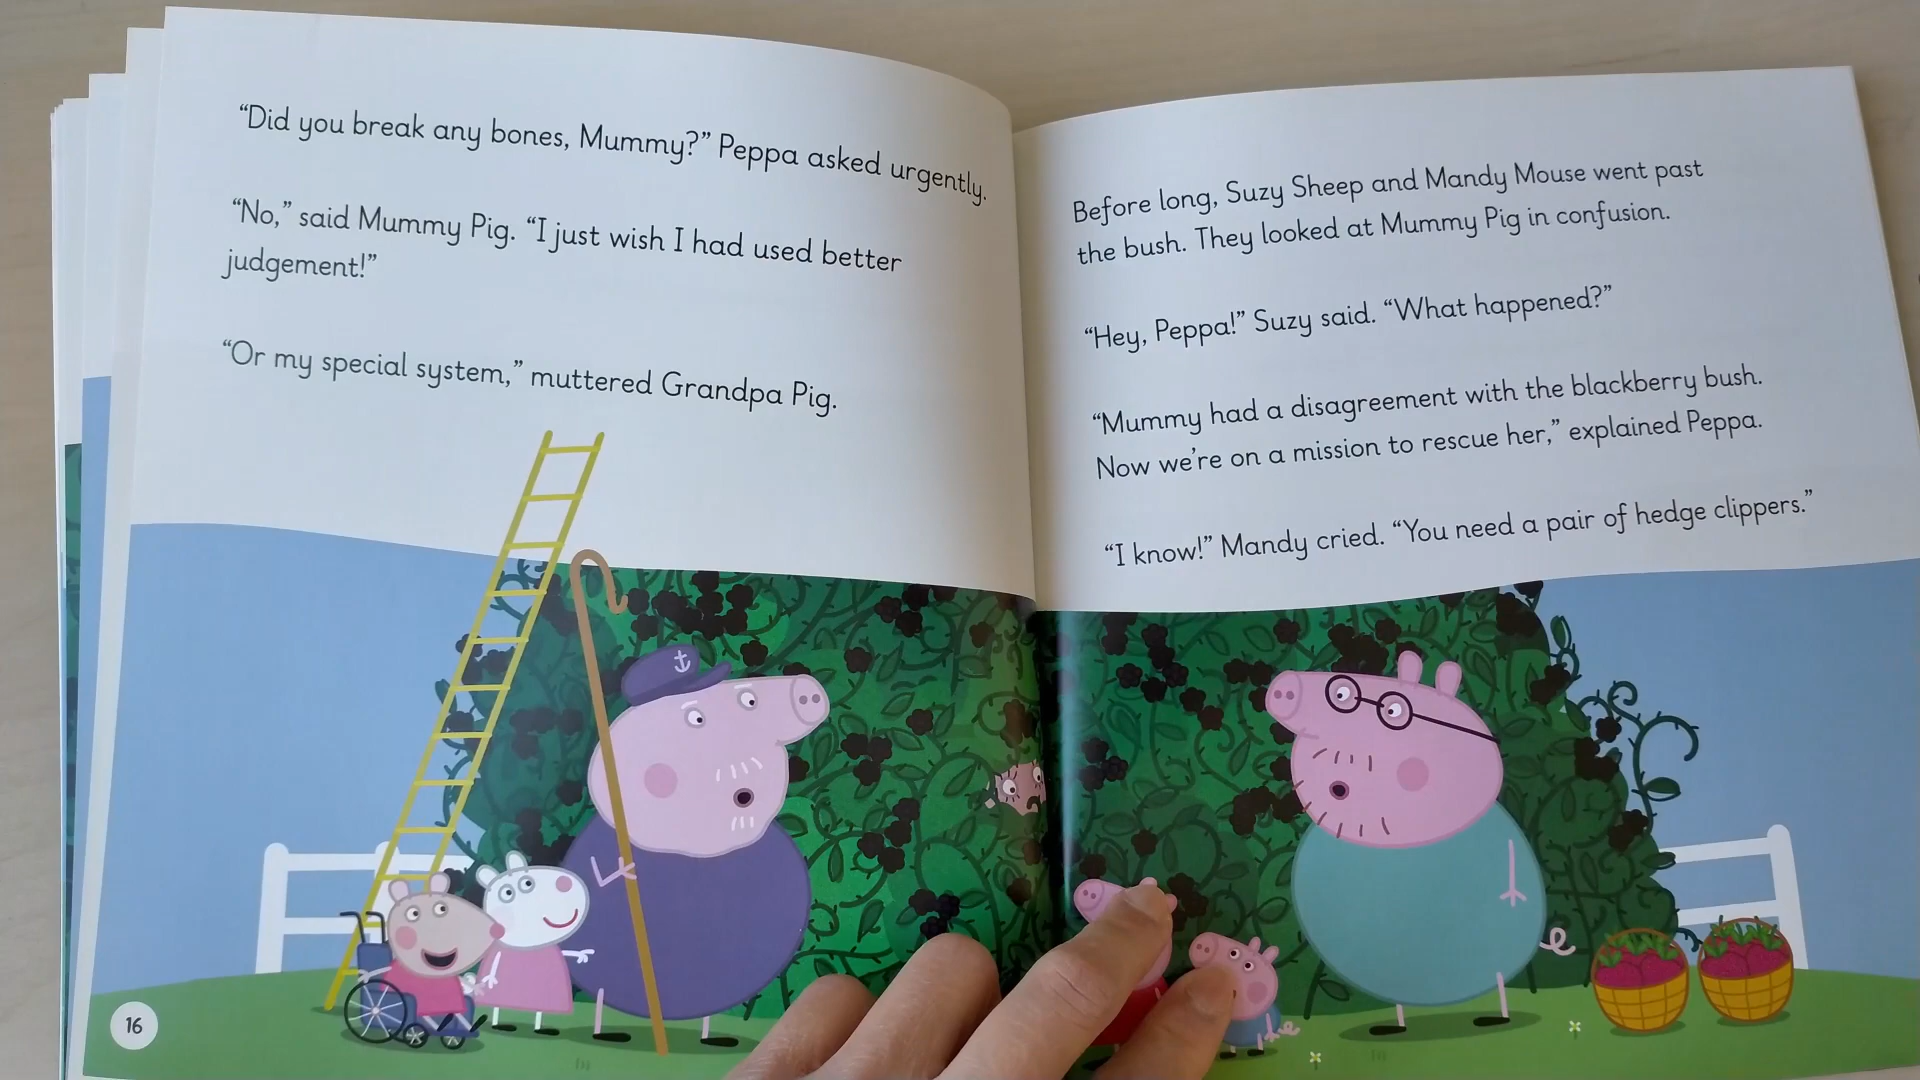 “Did you break any bones, Mummy?” Peppa asked urgently.
“No,” said Mummy Pig. “I just wish I had used better
judgement!”
“Or my special system,” muttered Grandpa Pig.
16
Before long, Suzy Sheep and Mandy Mouse went past
the bush. They looked at Mummy Pig in confusion.
“Hey, Peppa!” Suzy said. “What happened?”
“Mummy had a disagreement with the blackberry bush.
Now we’re on a mission to rescue her,” explained Peppa.
“I know!” Mandy cried. “You need a pair of hedge clippers.”